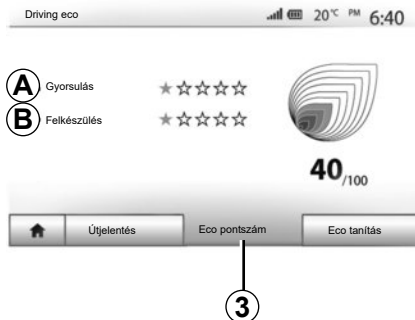 Driving eco 20°C PM 6:40
A Gyorsulás
B Felkészülés
40/100
Útjelentés Eco pontszám Eco tanítás
3